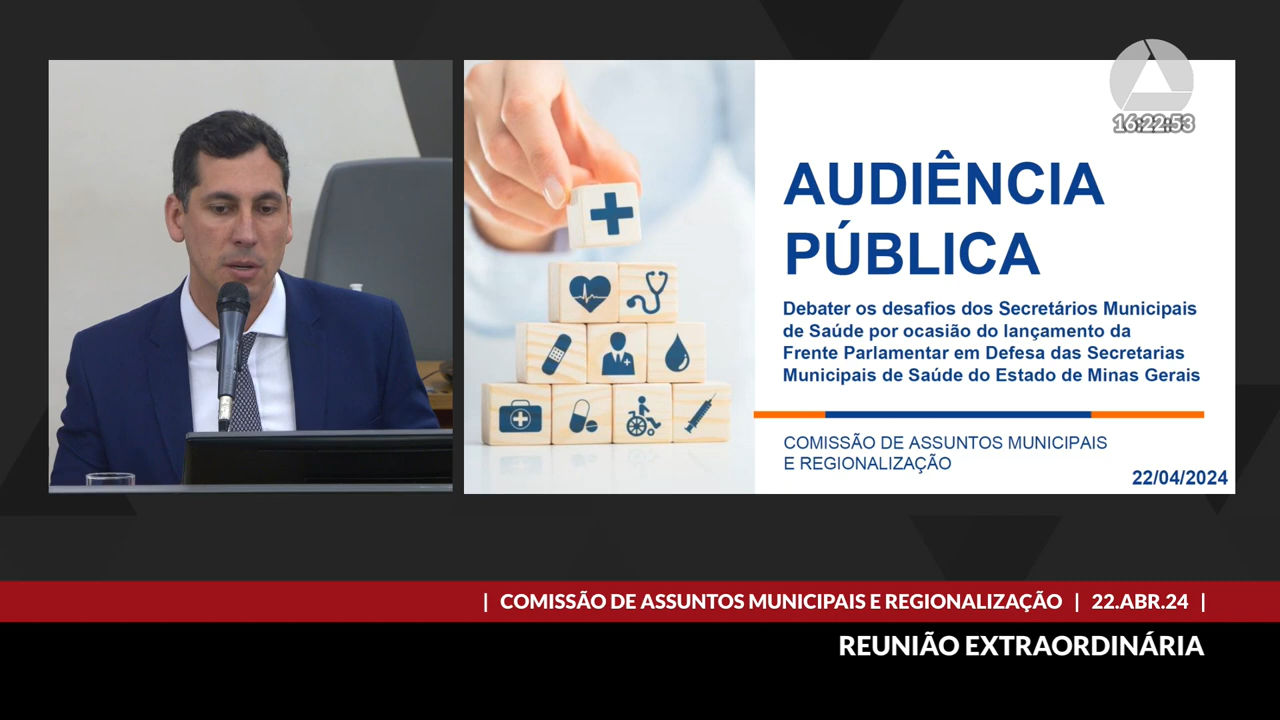 16:22:53
AUDIÊNCIA
PÚBLICA
Debater os desafios dos Secretários Municipais
de Saúde por ocasião do lançamento da
Frente Parlamentar em Defesa das Secretarias
Municipais de Saúde do Estado de Minas Gerais
COMISSÃO DE ASSUNTOS MUNICIPAIS
E REGIONALIZAÇÃO
22/04/2024
| COMISSÃO DE ASSUNTOS MUNICIPAIS E REGIONALIZAÇÃO | 22.ABR.24 |
REUNIÃO EXTRAORDINÁRIA